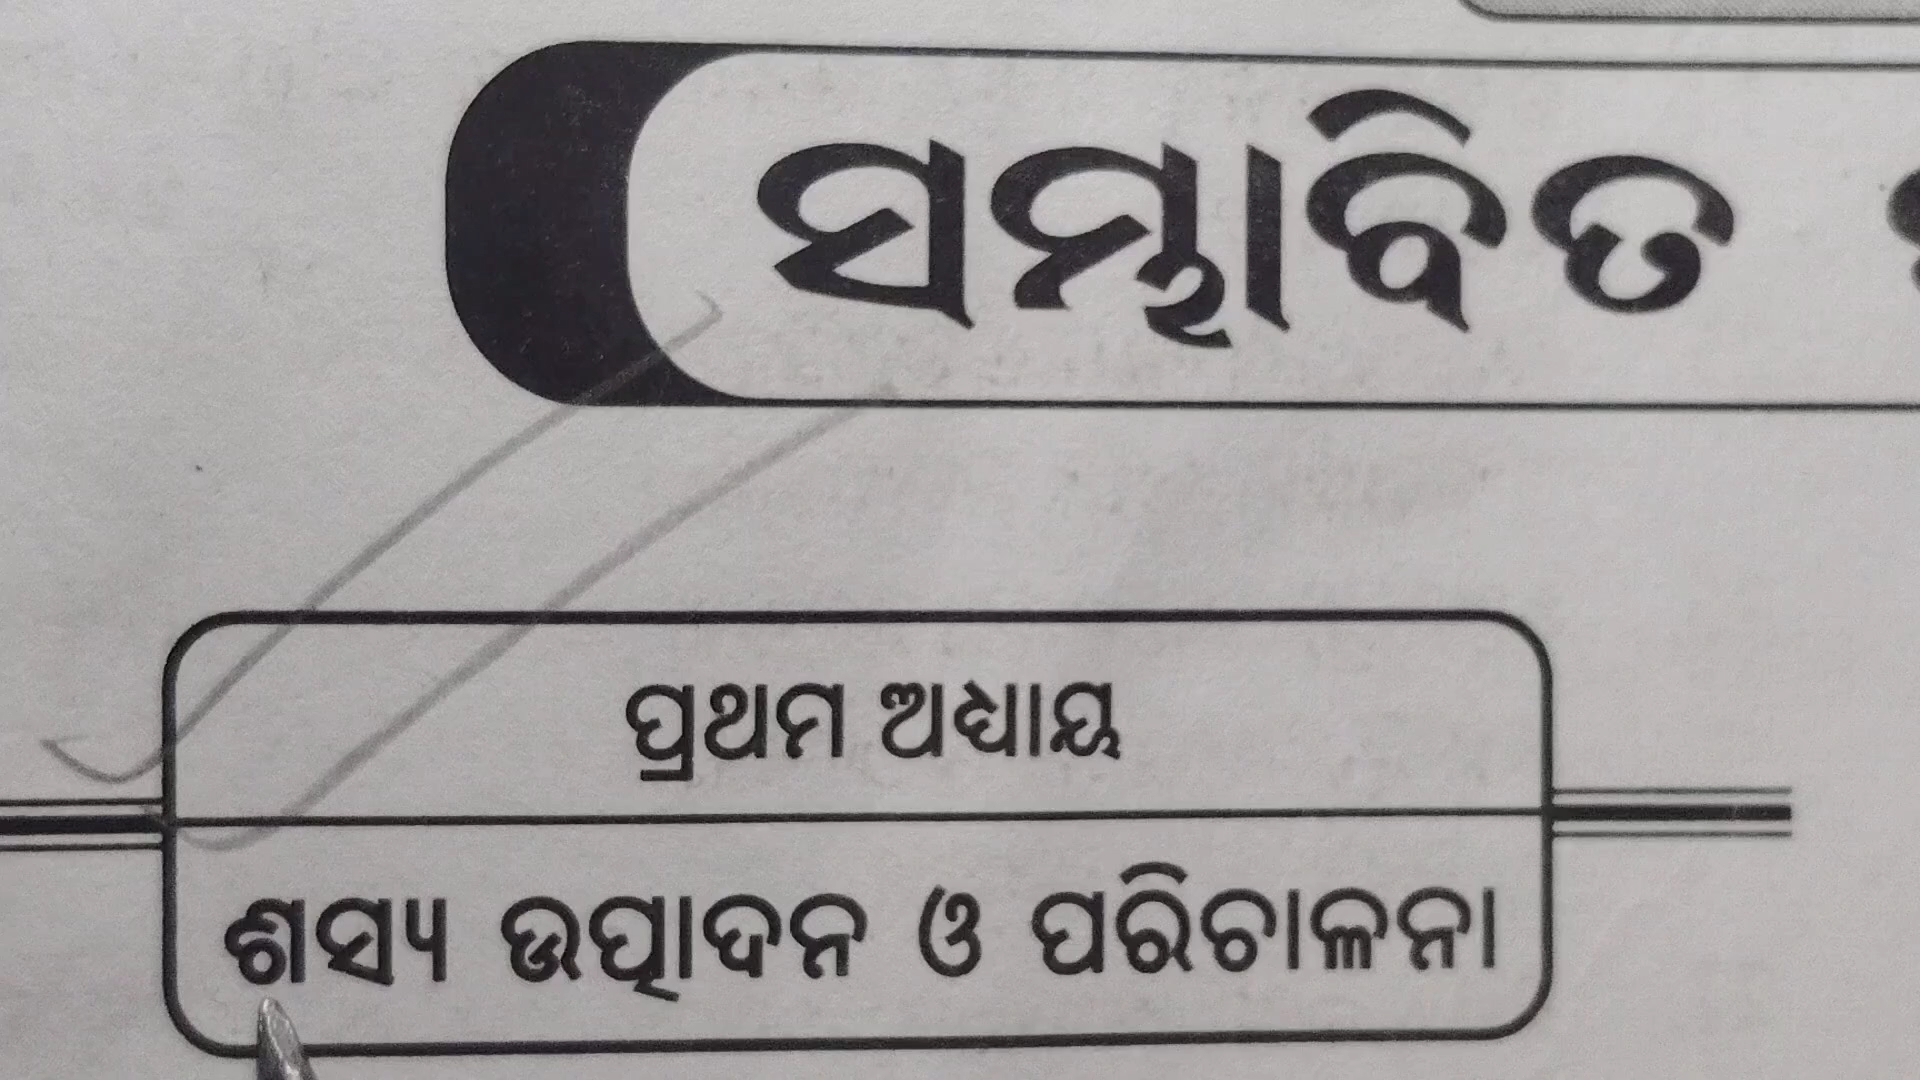 ସମ୍ଭାବିତ
ପ୍ରଥମ ଅଧ୍ୟାୟ
ଶସ୍ୟ ଉତ୍ପାଦନ ଓ ପରିଚାଳନା